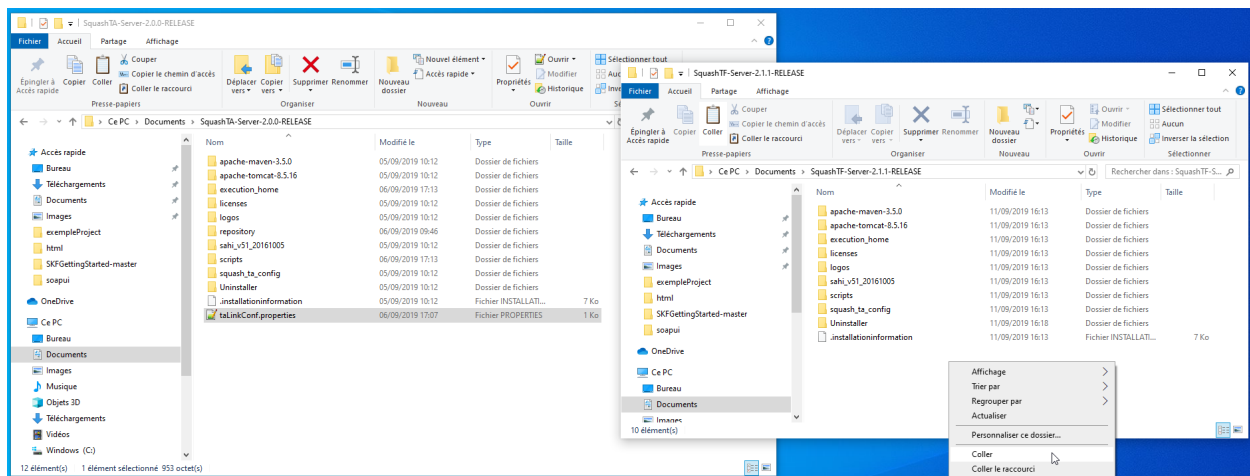 SquashTA-Server-2.0.0-RELEASE
Fichier Accueil Partage Affichage
Épingler à Accès rapide
Copier
Coller
Couper
Copier le chemin d'accès
Coller le raccourci
Déplacer vers
Copier vers
Supprimer
Renommer
Nouveau dossier
Nouvel élément
Accès rapide
Propriétés
Ouvrir
Modifier
Historique
Sélectionner tout
Presse-papiers Organiser Nouveau Ouvrir
Ce PC > Documents > SquashTA-Server-2.0.0-RELEASE
Accès rapide
Bureau
Téléchargements
Documents
Images
exempleProject
html
SKFGettingStarted-master
soapui
OneDrive
Ce PC
Bureau
Documents
Images
Musique
Objets 3D
Téléchargements
Vidéos
Windows (C:)
Nom Modifié le Type Taille
apache-maven-3.5.0 05/09/2019 10:12 Dossier de fichiers
apache-tomcat-8.5.16 05/09/2019 10:12 Dossier de fichiers
execution_home 06/09/2019 17:13 Dossier de fichiers
licenses 05/09/2019 10:12 Dossier de fichiers
logos 05/09/2019 10:12 Dossier de fichiers
repository 06/09/2019 09:46 Dossier de fichiers
sahi_v51_20161005 05/09/2019 10:12 Dossier de fichiers
scripts 06/09/2019 17:13 Dossier de fichiers
squash_ta_config 05/09/2019 10:12 Dossier de fichiers
Uninstaller 05/09/2019 10:12 Dossier de fichiers
.installationinformation 05/09/2019 10:12 Fichier INSTALLATI... 7 Ko
taLinkConf.properties 06/09/2019 17:07 Fichier PROPERTIES 1 Ko
12 élément(s) 1 élément sélectionné 953 octet(s)
SquashTF-Server-2.1.1-RELEASE
Fichier Accueil Partage Affichage
Épingler à Accès rapide
Copier
Coller
Couper
Copier le chemin d'accès
Coller le raccourci
Déplacer vers
Copier vers
Supprimer
Renommer
Nouveau dossier
Propriétés
Ouvrir
Modifier
Historique
Sélectionner tout
Aucun
Inverser la sélection
Presse-papiers Organiser Nouveau Ouvrir Sélectionner
Ce PC > Documents > SquashTF-Server-2.1.1-RELEASE
Rechercher dans : SquashTF-S...
Accès rapide
Bureau
Téléchargements
Documents
Images
exempleProject
html
SKFGettingStarted-master
soapui
OneDrive
Ce PC
Bureau
Documents
Images
Nom Modifié le Type Taille
apache-maven-3.5.0 11/09/2019 16:13 Dossier de fichiers
apache-tomcat-8.5.16 11/09/2019 16:13 Dossier de fichiers
execution_home 11/09/2019 16:13 Dossier de fichiers
licenses 11/09/2019 16:13 Dossier de fichiers
logos 11/09/2019 16:13 Dossier de fichiers
sahi_v51_20161005 11/09/2019 16:13 Dossier de fichiers
scripts 11/09/2019 16:13 Dossier de fichiers
squash_ta_config 11/09/2019 16:13 Dossier de fichiers
Uninstaller 11/09/2019 16:18 Dossier de fichiers
.installationinformation 11/09/2019 16:13 Fichier INSTALLATI... 7 Ko
10 élément(s)
Affichage
Trier par
Regrouper par
Actualiser
Personnaliser ce dossier...
Coller
Coller le raccourci